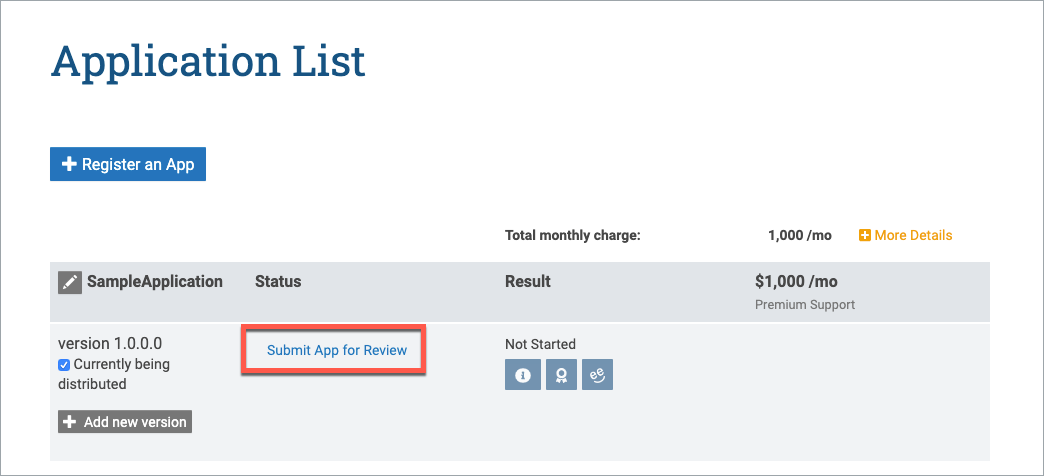 Application List
Register an App
Total monthly charge: 1,000 /mo More Details
SampleApplication Status Result $1,000 /mo
Premium Support
version 1.0.0.0 Submit App for Review Not Started
Currently being
distributed
Add new version